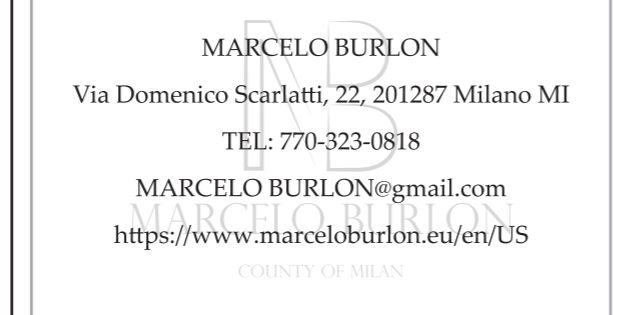 MARCELO BURLON
Via Domenico Scarlatti, 22, 201287 Milano MI
TEL: 770-323-0818
MARCELO BURLON@gmail.com
MARCELO BURLON
https://www.marceloburlon.eu/en/US
COUNTY OF MILAN